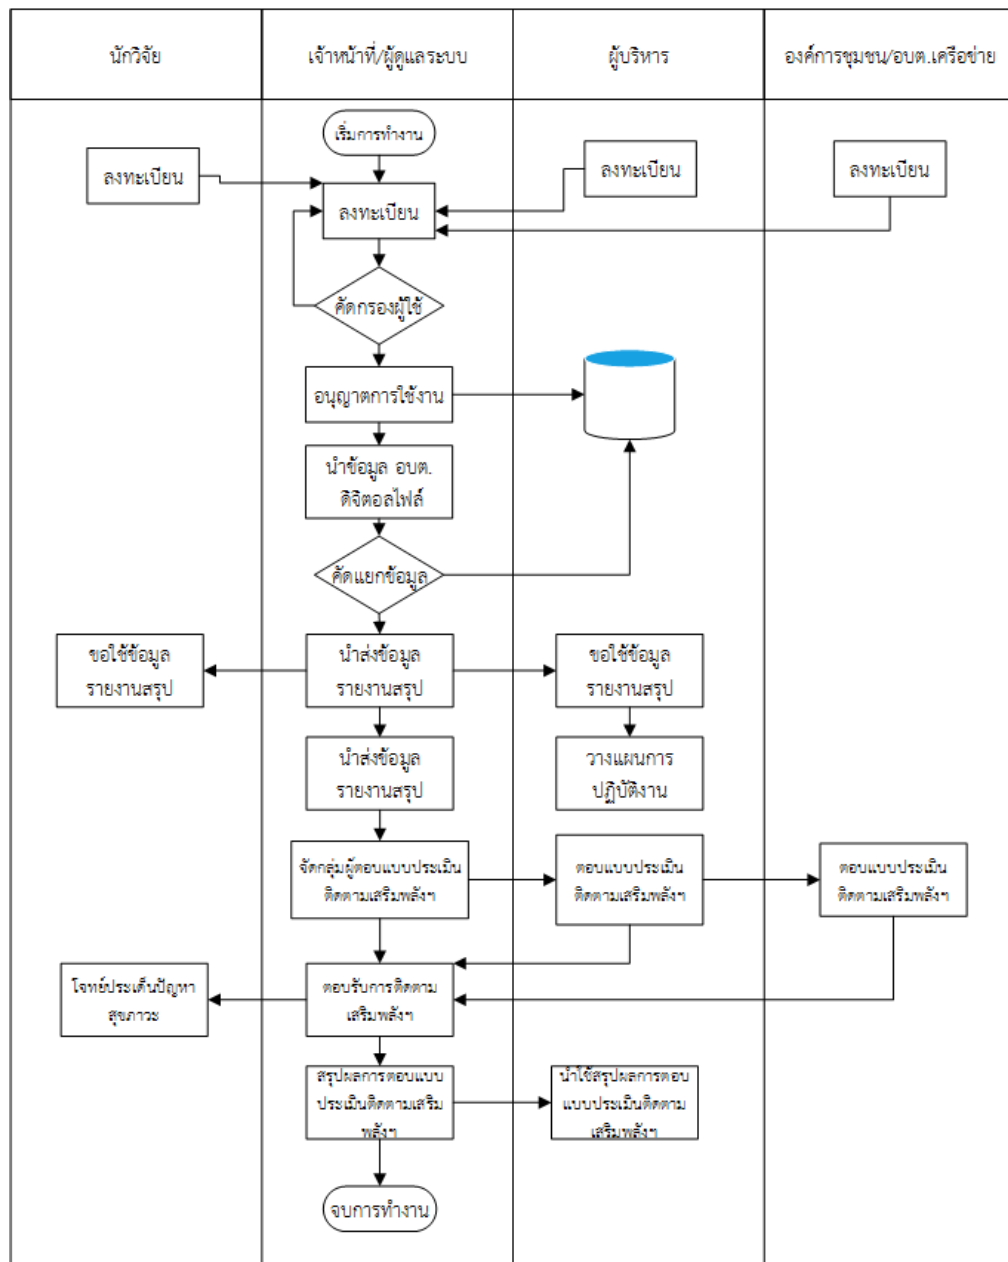 นักวิจัย
เจ้าหน้าที่/ผู้ดูแลระบบ
ผู้บริหาร
องค์การชุมชน/อบต.เครือข่าย
เริ่มการทำงาน
ลงทะเบียน
ลงทะเบียน
ลงทะเบียน
ลงทะเบียน
คัดกรองผู้ใช้
อนุญาตการใช้งาน
นำข้อมูล อบต.
ดิจิตอลไฟล์
คัดแยกข้อมูล
ขอใช้ข้อมูล
รายงานสรุป
นำส่งข้อมูล
รายงานสรุป
ขอใช้ข้อมูล
รายงานสรุป
นำส่งข้อมูล
รายงานสรุป
วางแผนการ
ปฏิบัติงาน
จัดกลุ่มผู้ตอบแบบประเมิน
ติดตามเสริมพลังฯ
ตอบแบบประเมิน
ติดตามเสริมพลังฯ
ตอบแบบประเมิน
ติดตามเสริมพลังฯ
โจทย์ประเด็นปัญหา
สุขภาวะ
ตอบรับการติดตาม
เสริมพลังฯ
สรุปผลการตอบแบบ
ประเมินติดตามเสริม
พลังฯ
นำใช้สรุปผลการตอบ
แบบประเมินติดตาม
เสริมพลังฯ
จบการทำงาน